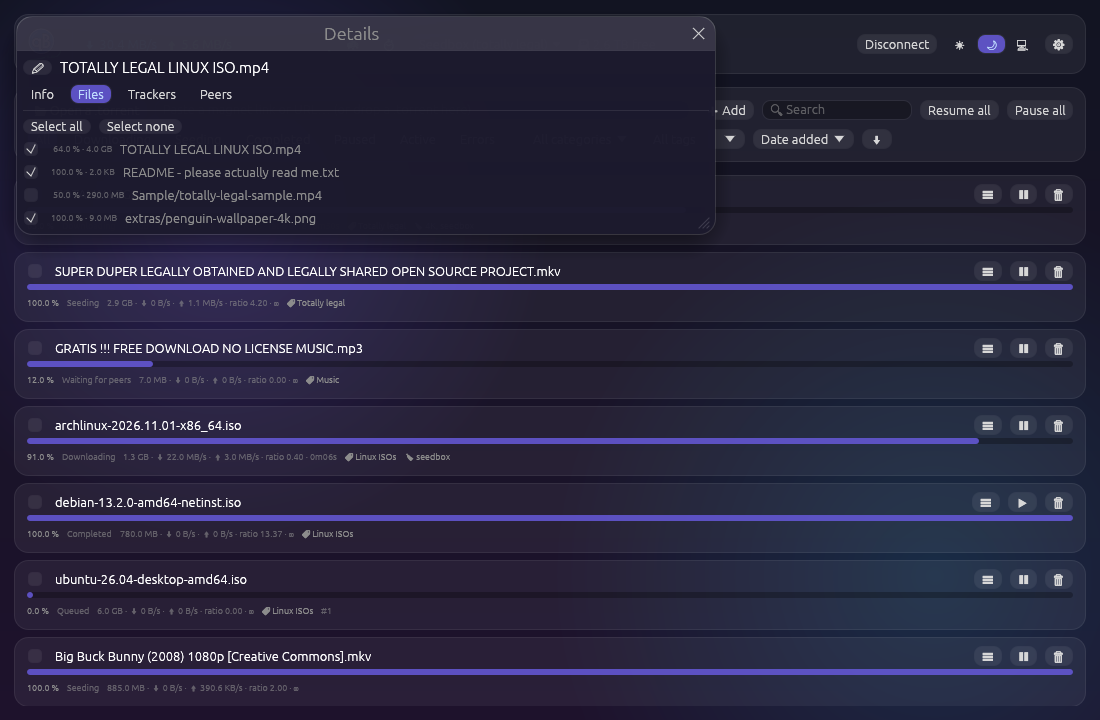 Details
TOTALLY LEGAL LINUX ISO.mp4
Info Files Trackers Peers
Select all Select none
64.0 % · 4.0 GB TOTALLY LEGAL LINUX ISO.mp4
100.0 % · 2.0 KB README - please actually read me.txt
50.0 % · 290.0 MB Sample/totally-legal-sample.mp4
100.0 % · 9.0 MB extras/penguin-wallpaper-4k.png
Disconnect
Add Search Resume all Pause all
Date added
SUPER DUPER LEGALLY OBTAINED AND LEGALLY SHARED OPEN SOURCE PROJECT.mkv
100.0 % Seeding 2.9 GB · 0 B/s · 1.1 MB/s · ratio 4.20 · ∞ Totally legal
GRATIS !!! FREE DOWNLOAD NO LICENSE MUSIC.mp3
12.0 % Waiting for peers 7.0 MB · 0 B/s · 0 B/s · ratio 0.00 · ∞ Music
archlinux-2026.11.01-x86_64.iso
91.0 % Downloading 1.3 GB · 22.0 MB/s · 3.0 MB/s · ratio 0.40 · 0m06s Linux ISOs seedbox
debian-13.2.0-amd64-netinst.iso
100.0 % Completed 780.0 MB · 0 B/s · 0 B/s · ratio 13.37 · ∞ Linux ISOs
ubuntu-26.04-desktop-amd64.iso
0.0 % Queued 6.0 GB · 0 B/s · 0 B/s · ratio 0.00 · ∞ Linux ISOs #1
Big Buck Bunny (2008) 1080p [Creative Commons].mkv
100.0 % Seeding 885.0 MB · 0 B/s · 390.6 KB/s · ratio 2.00 · ∞